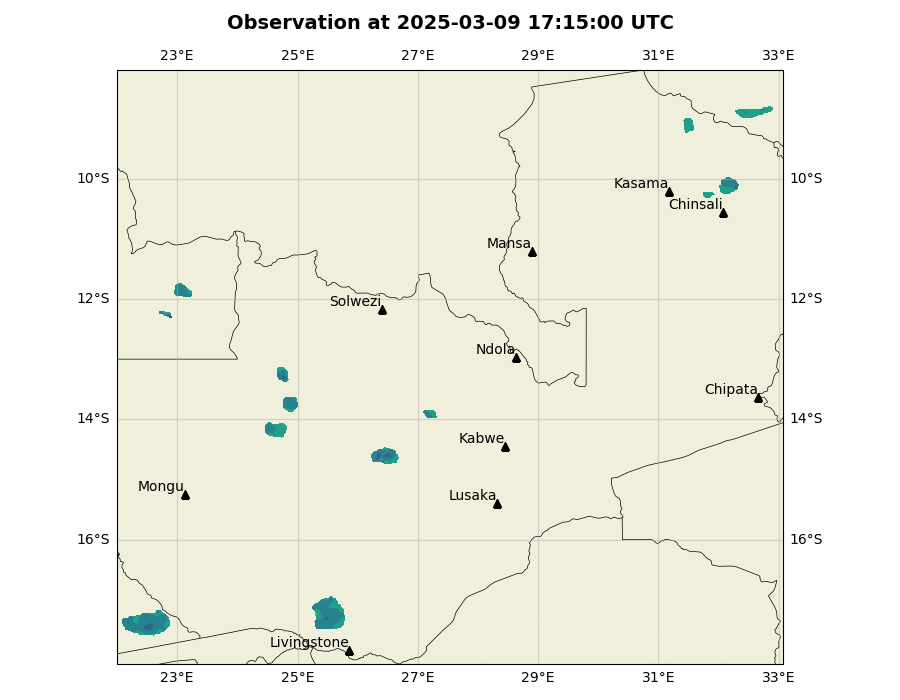 Observation at 2025-03-09 17:15:00 UTC
23°E 25°E 27°E 29°E 31°E 33°E
10°S 10°S
Kasama
Chinsali
Mansa
12°S 12°S
Solwezi
Ndola
Chipata
14°S 14°S
Kabwe
Mongu
Lusaka
16°S 16°S
Livingstone
23°E 25°E 27°E 29°E 31°E 33°E